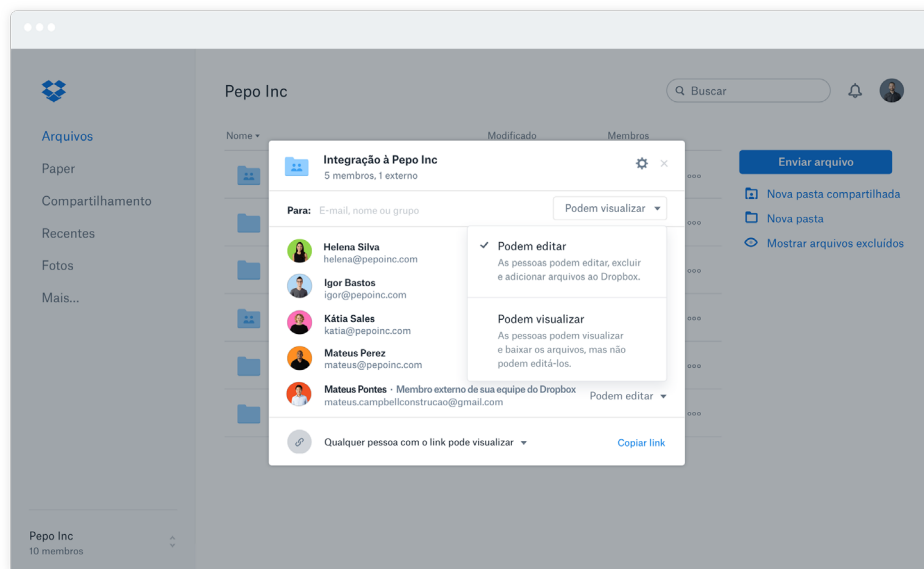 Pepo Inc
Buscar
Arquivos
Paper
Compartilhamento
Recentes
Fotos
Mais...
Pepo Inc
10 membros
Nome
Modificado
Membros
Integração à Pepo Inc
5 membros, 1 externo
Para: E-mail, nome ou grupo
Podem visualizar
Helena Silva
helena@pepoinc.com
Igor Bastos
igor@pepoinc.com
Kátia Sales
katia@pepoinc.com
Mateus Perez
mateus@pepoinc.com
Mateus Pontes · Membro externo de sua equipe do Dropbox
mateus.campbellconstrucao@gmail.com
Podem editar
Podem editar
As pessoas podem editar, excluir
e adicionar arquivos ao Dropbox.
Podem visualizar
As pessoas podem visualizar
e baixar os arquivos, mas não
podem editá-los.
Qualquer pessoa com o link pode visualizar
Copiar link
Enviar arquivo
Nova pasta compartilhada
Nova pasta
Mostrar arquivos excluídos